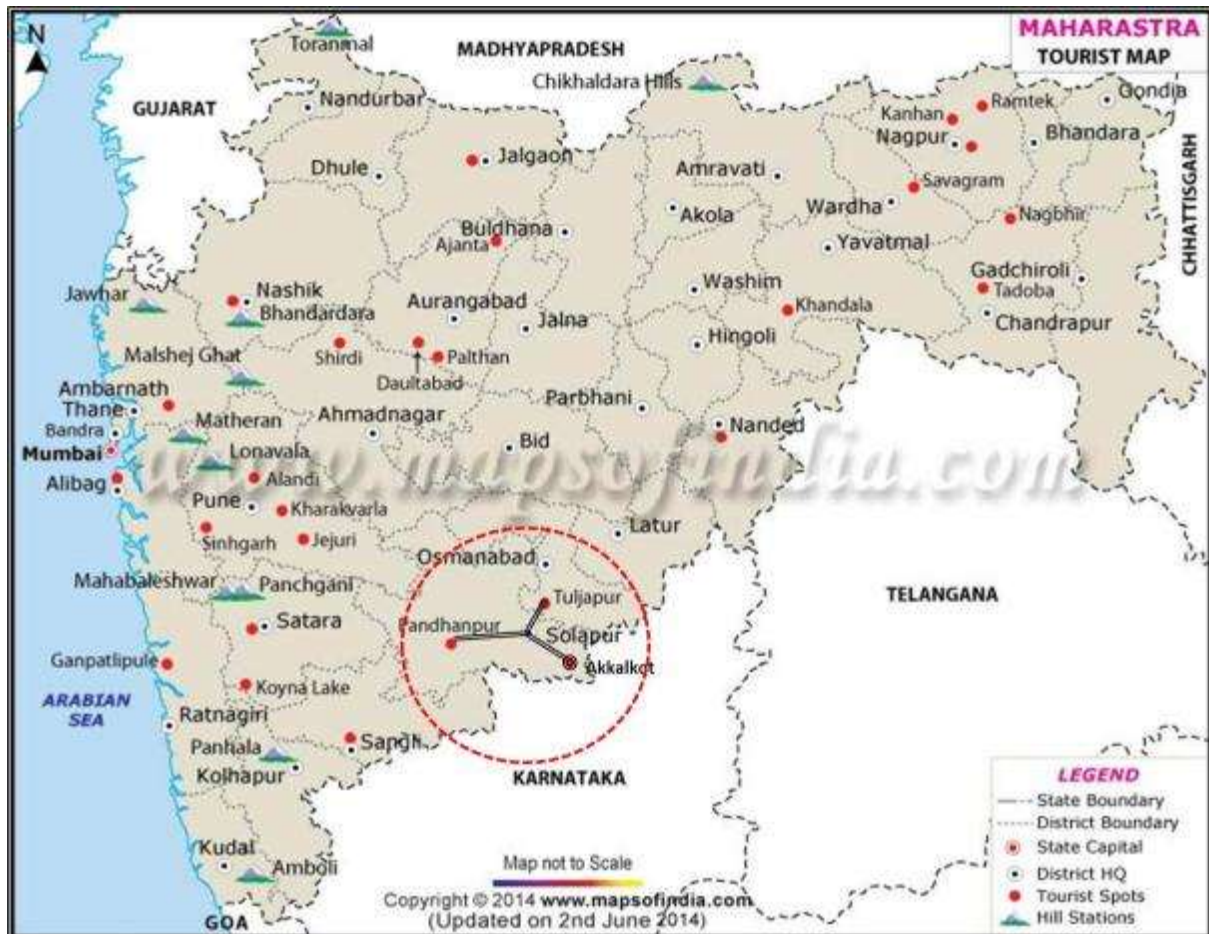 MAHARASTRA
TOURIST MAP
N
Toranmal
MADHYAPRADESH
Chikhaldara Hills
GUJARAT
Nandurbar
Kanhan
Ramtek
Gondia
Nagpur
Bhandara
Dhule
Jalgaon
Amravati
Savagram
CHHATTISGARH
Akola
Wardha
Nagbhir
Buldhana
Ajanta
Yavatmal
Jawhar
Nashik
Bhandardara
Aurangabad
Washim
Gadchiroli
Tadoba
Khandala
Jalna
Chandrapur
Malshej Ghat
Shirdi
Palthan
Daultabad
Hingoli
Ambarnath
Thane
Bandra
Mumbai
Alibag
Matheran
Ahmadnagar
Parbhani
Nanded
Lonavala
Bid
www.mapsofindia.com
Alandi
Pune
Kharakvarla
Sinhgarh
Jejuri
Latur
Osmanabad
Mahabaleshwar
Panchgani
Tuljapur
TELANGANA
Satara
Pandhanpur
Solapur
Akkalkot
Ganpatlipule
Koyna Lake
ARABIAN
SEA
Ratnagiri
Sangli
Panhala
Kolhapur
KARNATAKA
Kudal
Amboli
GOA
Map not to Scale
Copyright © 2014 www.mapsofindia.com
(Updated on 2nd June 2014)
LEGEND
State Boundary
District Boundary
State Capital
District HQ
Tourist Spots
Hill Stations